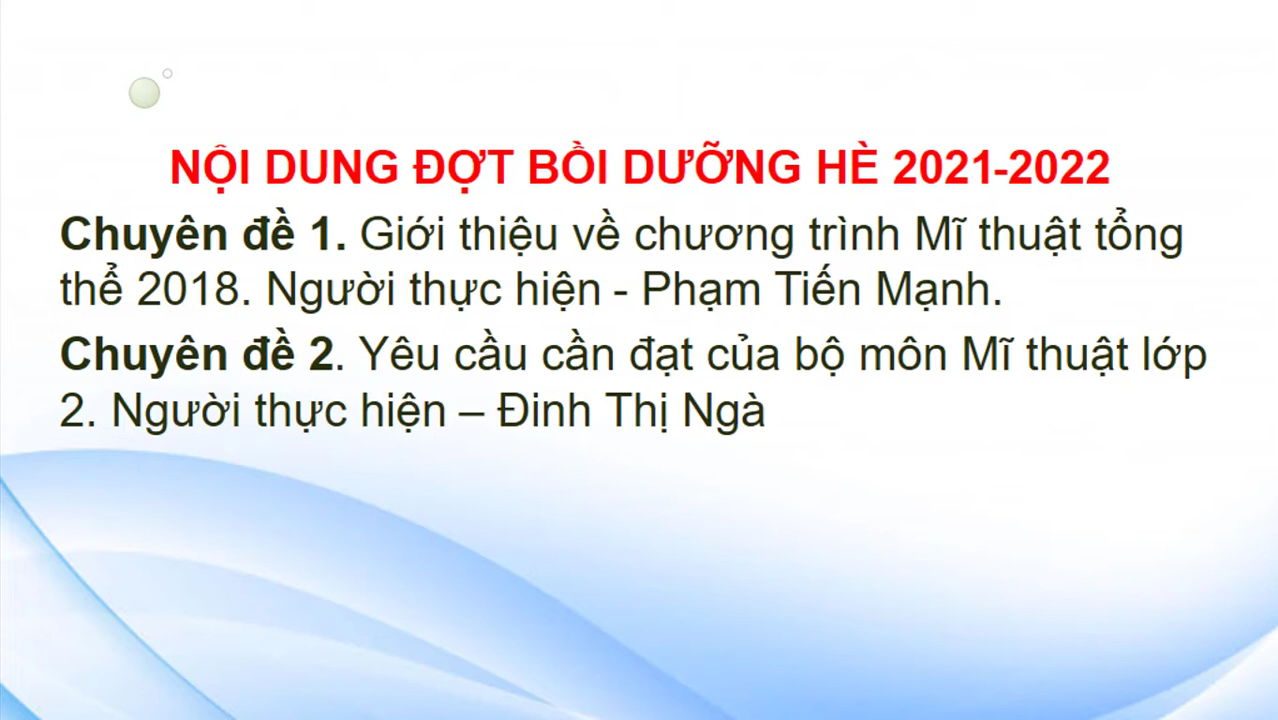 NỘI DUNG ĐỢT BỒI DƯỠNG HÈ 2021-2022
Chuyên đề 1. Giới thiệu về chương trình Mĩ thuật tổng
thể 2018. Người thực hiện - Phạm Tiến Mạnh.
Chuyên đề 2. Yêu cầu cần đạt của bộ môn Mĩ thuật lớp
2. Người thực hiện – Đinh Thị Ngà